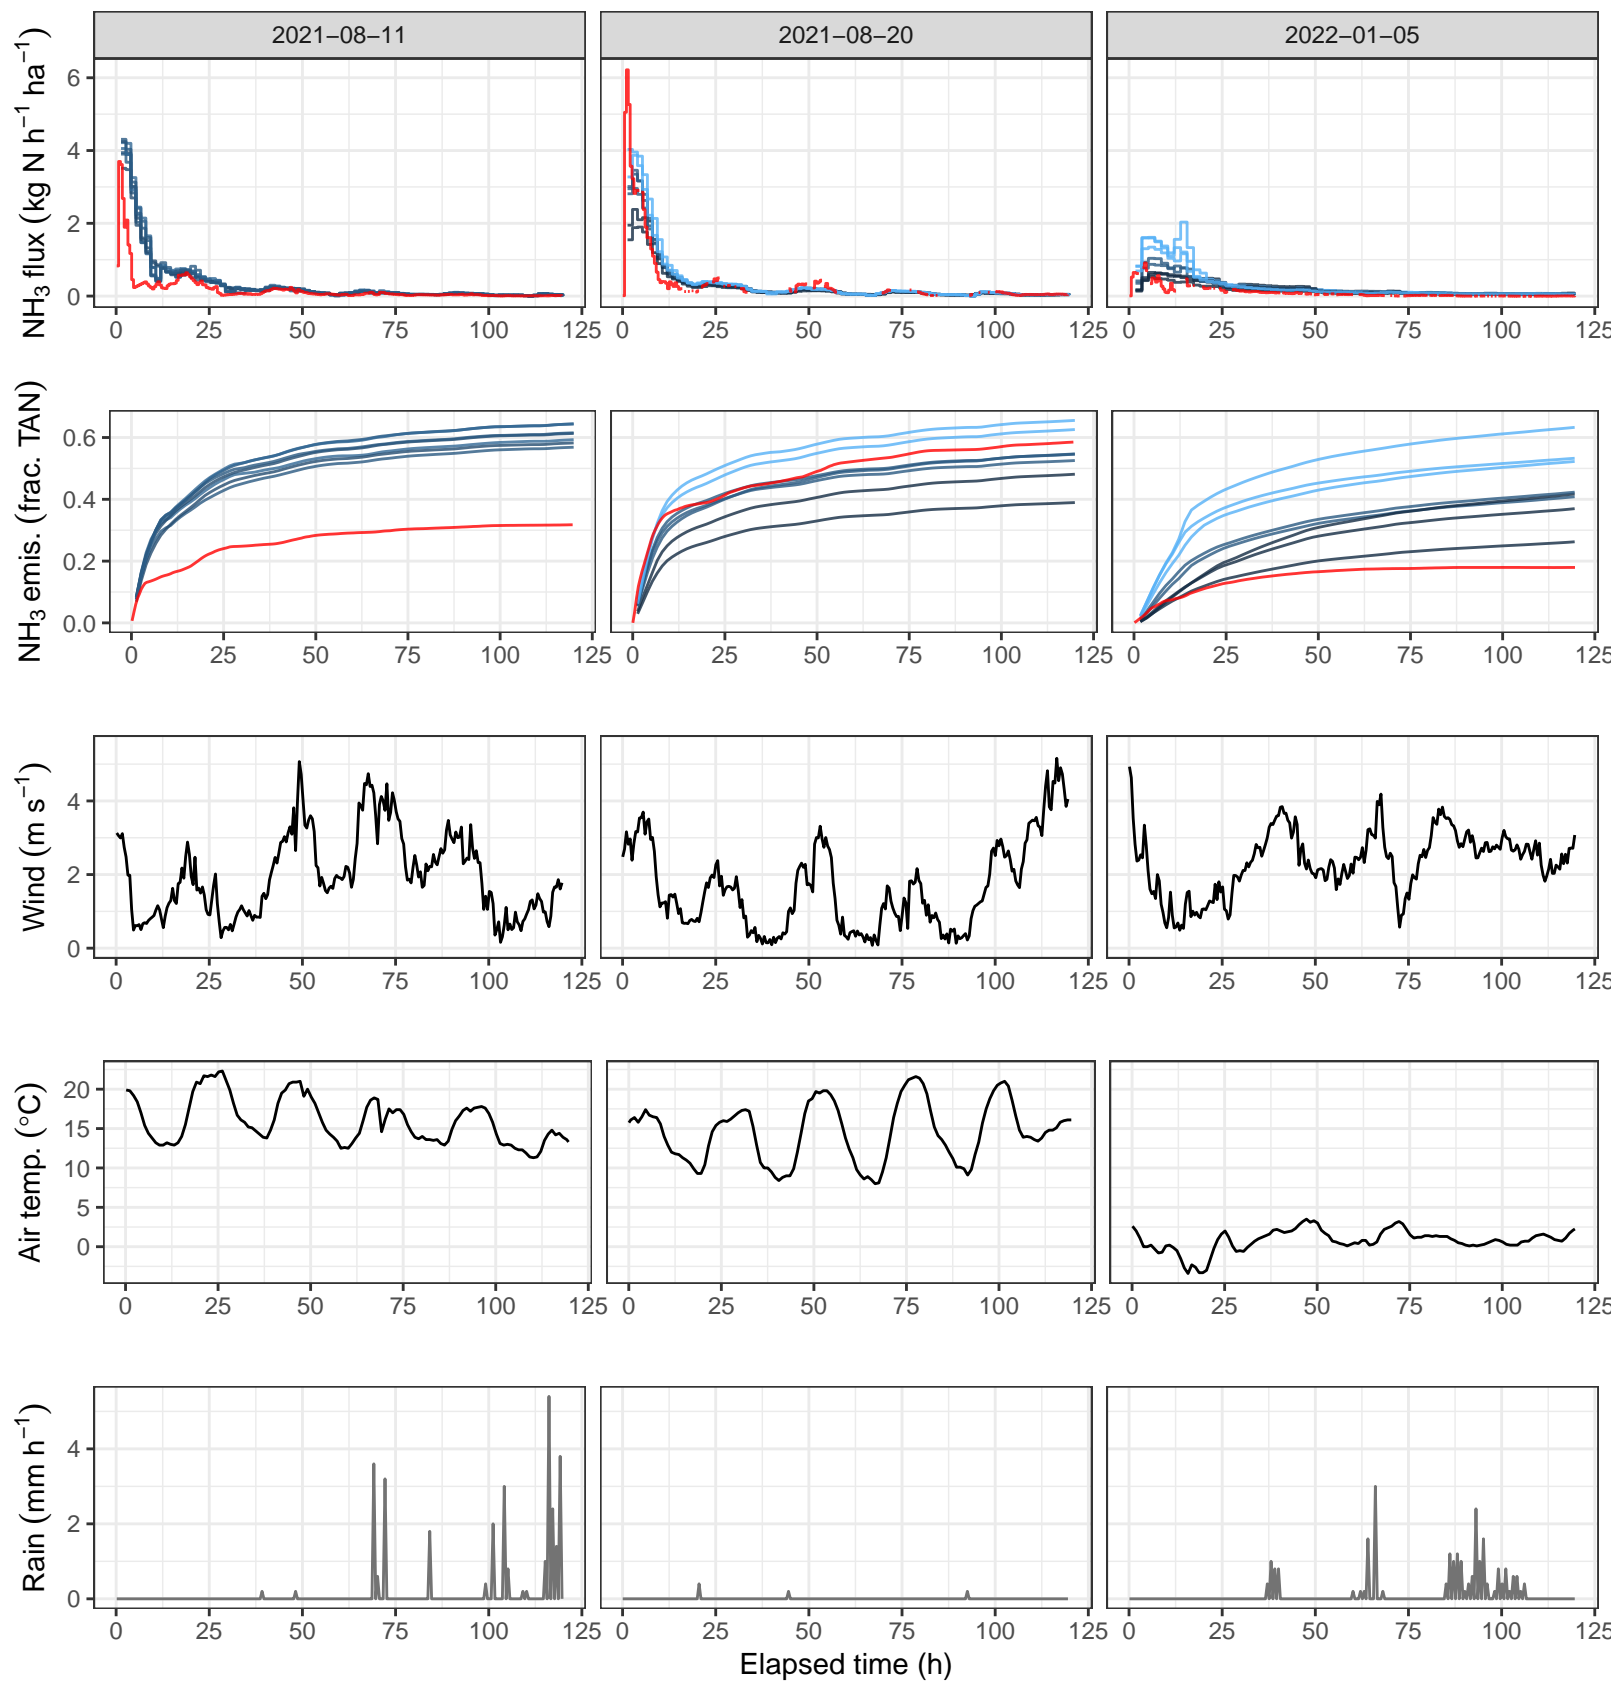 2021−08−11 2021−08−20 2022−01−05
NH₃ flux (kg N h⁻¹ ha⁻¹)
6
4
2
0
0 25 50 75 100 125 0 25 50 75 100 125 0 25 50 75 100 125
NH₃ emis. (frac. TAN)
0.6
0.4
0.2
0.0
0 25 50 75 100 125 0 25 50 75 100 125 0 25 50 75 100 125
Wind (m s⁻¹)
4
2
0
0 25 50 75 100 125 0 25 50 75 100 125 0 25 50 75 100 125
Air temp. (°C)
20
15
10
5
0
0 25 50 75 100 125 0 25 50 75 100 125 0 25 50 75 100 125
Rain (mm h⁻¹)
4
2
0
0 25 50 75 100 125 0 25 50 75 100 125 0 25 50 75 100 125
Elapsed time (h)